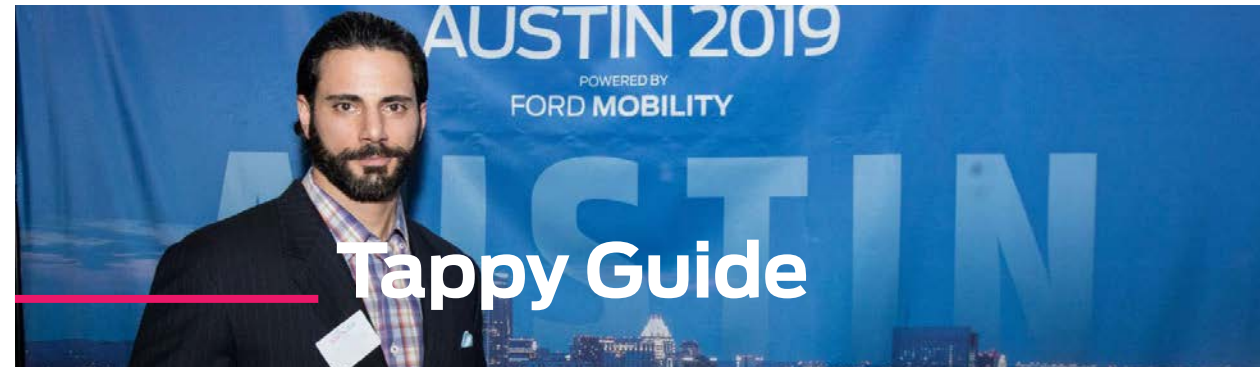 AUSTIN 2019
POWERED BY
FORD MOBILITY
AUSTIN
Tappy Guide